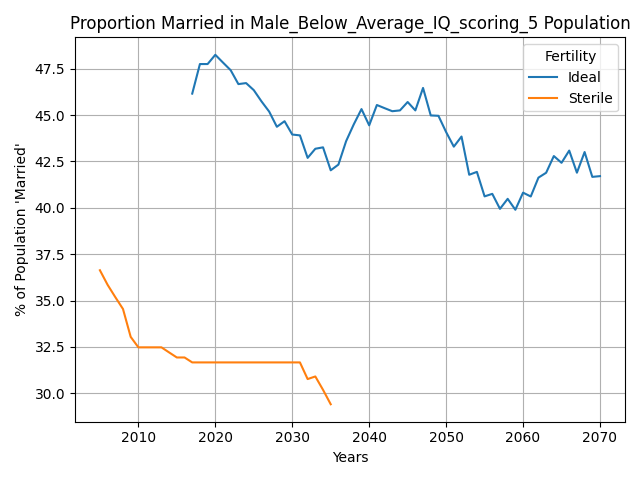 Proportion Married in Male_Below_Average_IQ_scoring_5 Population
% of Population 'Married'
47.5
45.0
42.5
40.0
37.5
35.0
32.5
30.0
Fertility
Ideal
Sterile
2010 2020 2030 2040 2050 2060 2070
Years